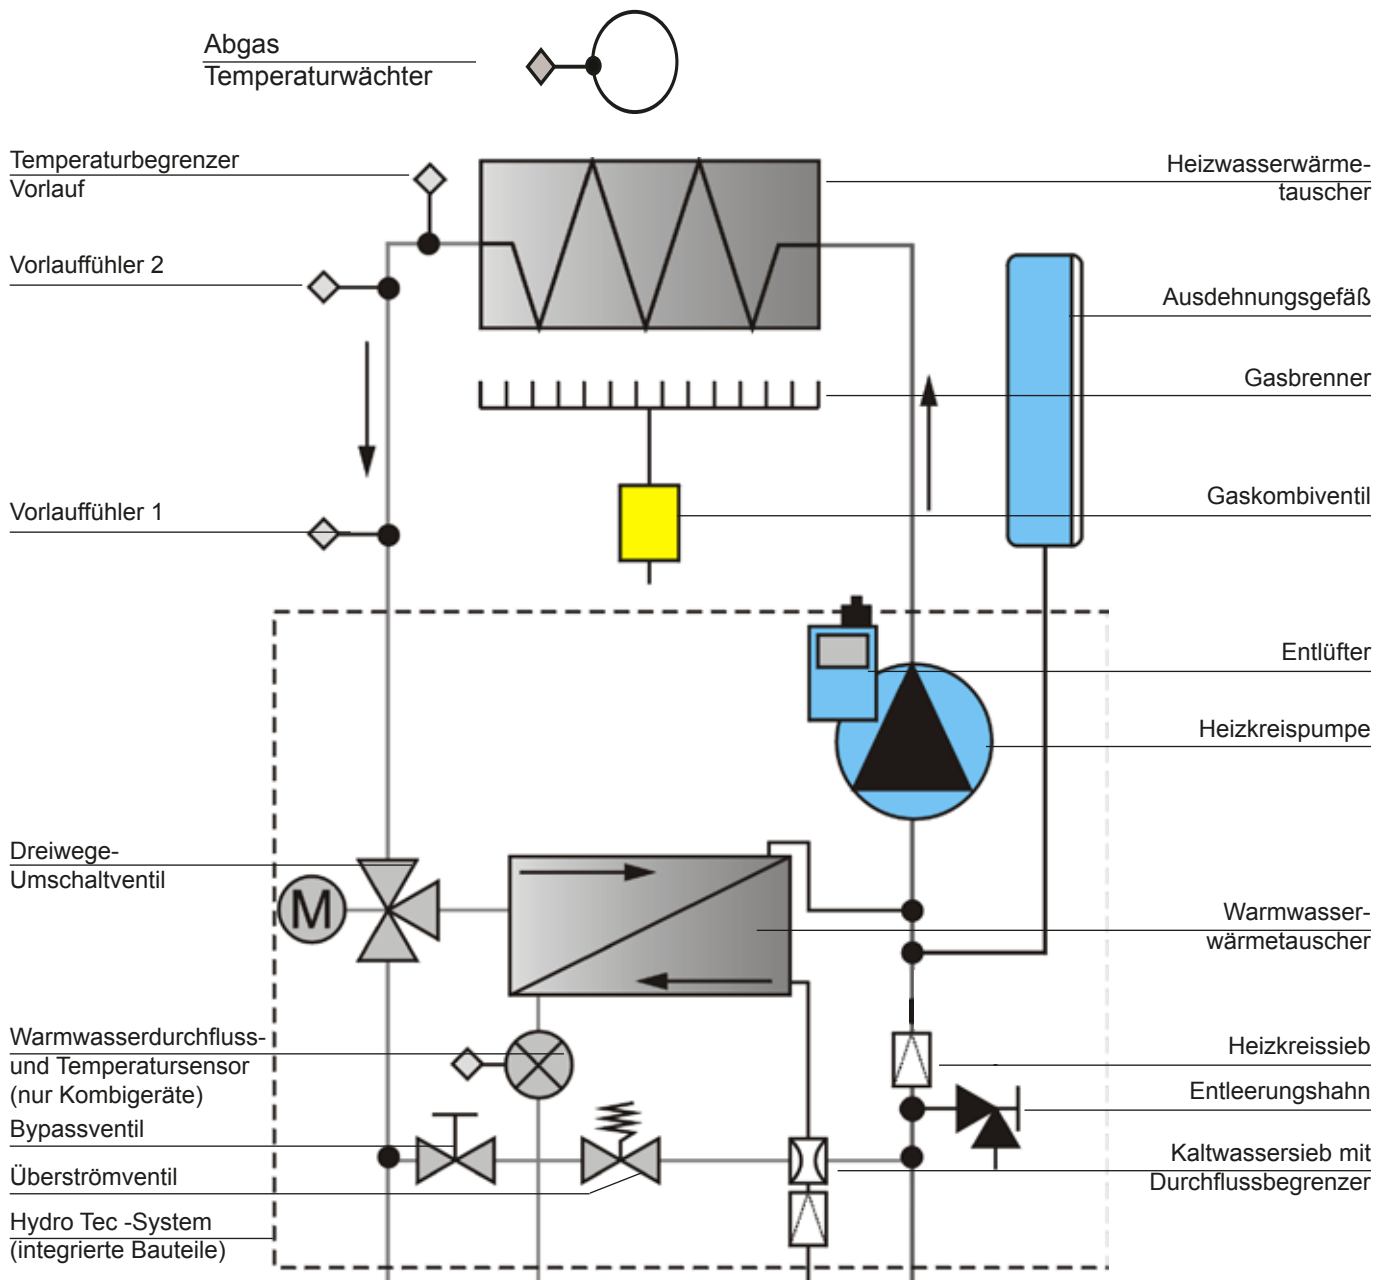 Abgas
Temperaturwächter
Temperaturbegrenzer
Vorlauf
Vorlauffühler 2
Vorlauffühler 1
Dreiwege-
Umschaltventil
M
Warmwasserdurchfluss-
und Temperatursensor
(nur Kombigeräte)
Bypassventil
Überströmventil
Hydro Tec -System
(integrierte Bauteile)
Heizwasserwärme-
tauscher
Ausdehnungsgefäß
Gasbrenner
Gaskombiventil
Entlüfter
Heizkreispumpe
Warmwasser-
wärmetauscher
Heizkreissieb
Entleerungshahn
Kaltwassersieb mit
Durchflussbegrenzer